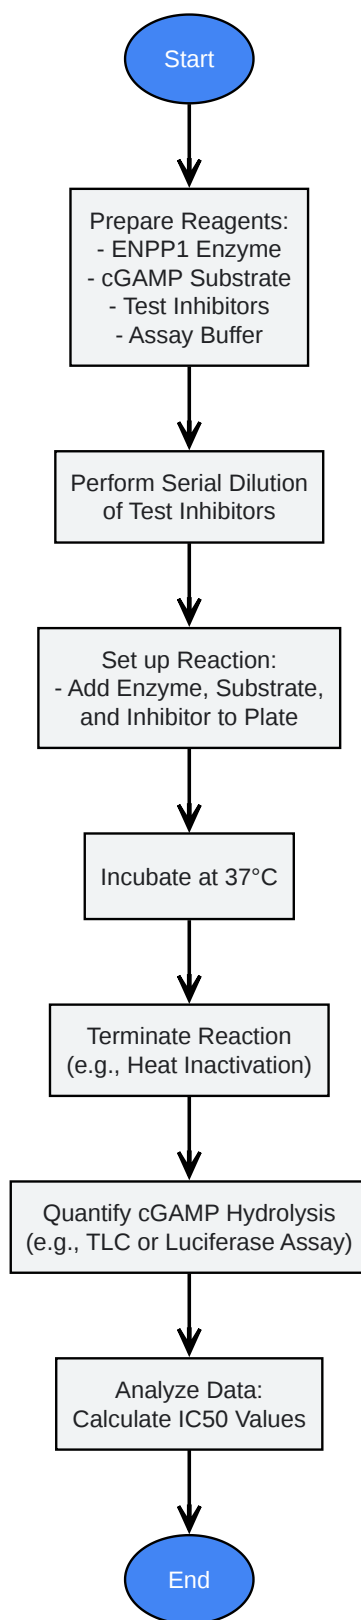 Start
Prepare Reagents:
- ENPP1 Enzyme
- cGAMP Substrate
- Test Inhibitors
- Assay Buffer
Perform Serial Dilution
of Test Inhibitors
Set up Reaction:
- Add Enzyme, Substrate,
and Inhibitor to Plate
Incubate at 37°C
Terminate Reaction
(e.g., Heat Inactivation)
Quantify cGAMP Hydrolysis
(e.g., TLC or Luciferase Assay)
Analyze Data:
Calculate IC50 Values
End